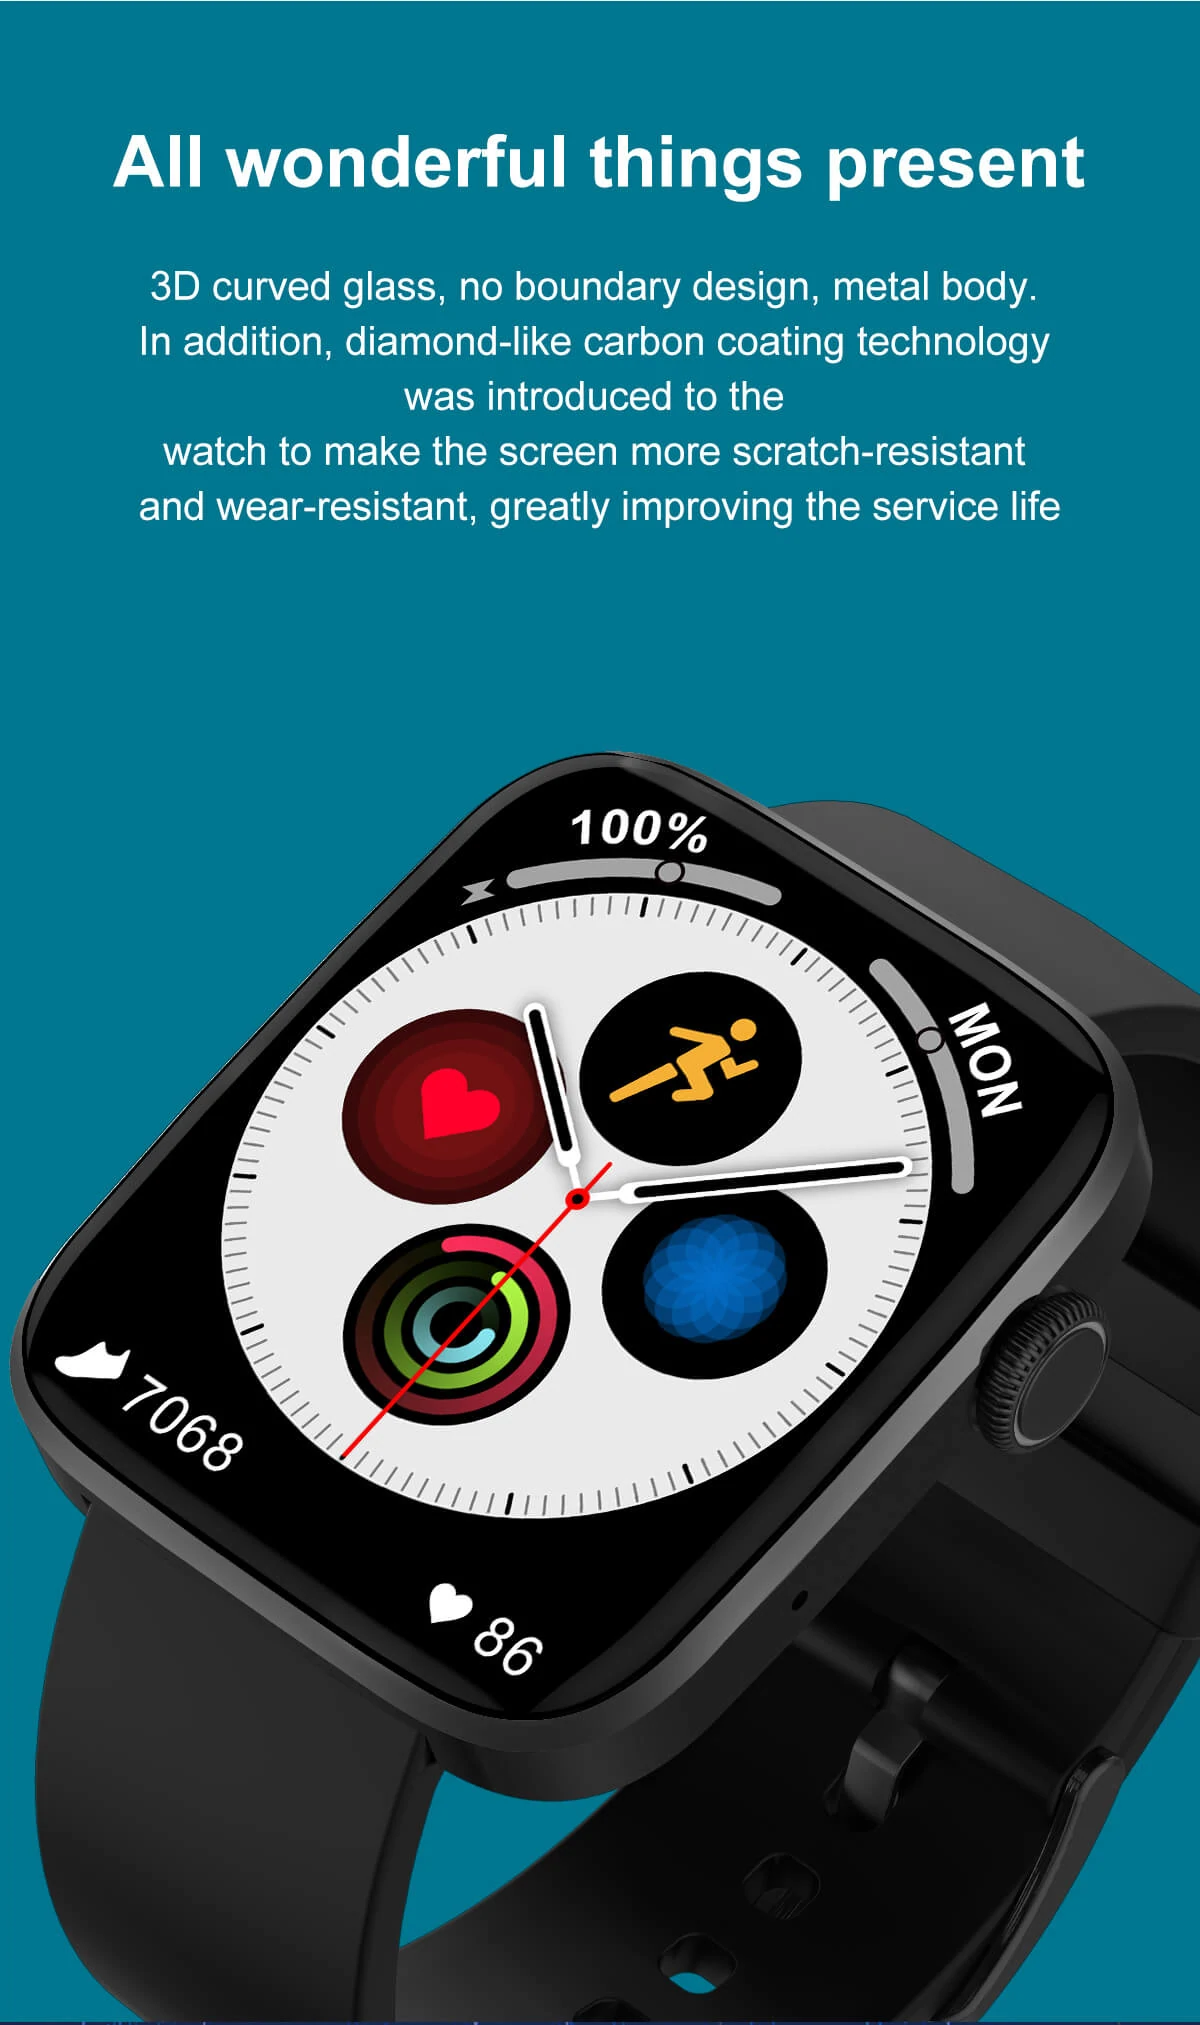 All wonderful things present
3D curved glass, no boundary design, metal body.
In addition, diamond-like carbon coating technology
was introduced to the
watch to make the screen more scratch-resistant
and wear-resistant, greatly improving the service life
100%
MON
7068
86